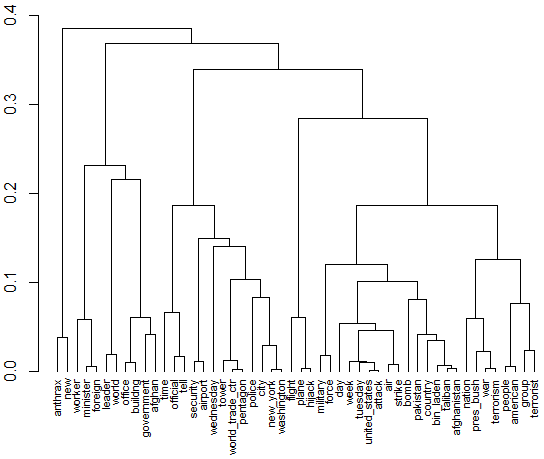 0.4
0.3
0.2
0.1
0.0
anthrax
new
worker
minister
foreign
leader
world
office
building
government
afghan
time
official
tell
security
airport
wednesday
tower
world_trade_ctr
pentagon
police
city
new_york
washington
flight
plane
hijack
military
force
day
week
tuesday
united_states
attack
air
strike
bomb
pakistan
country
bin_laden
taliban
afghanistan
nation
pres_bush
war
terrorism
people
american
group
terrorist